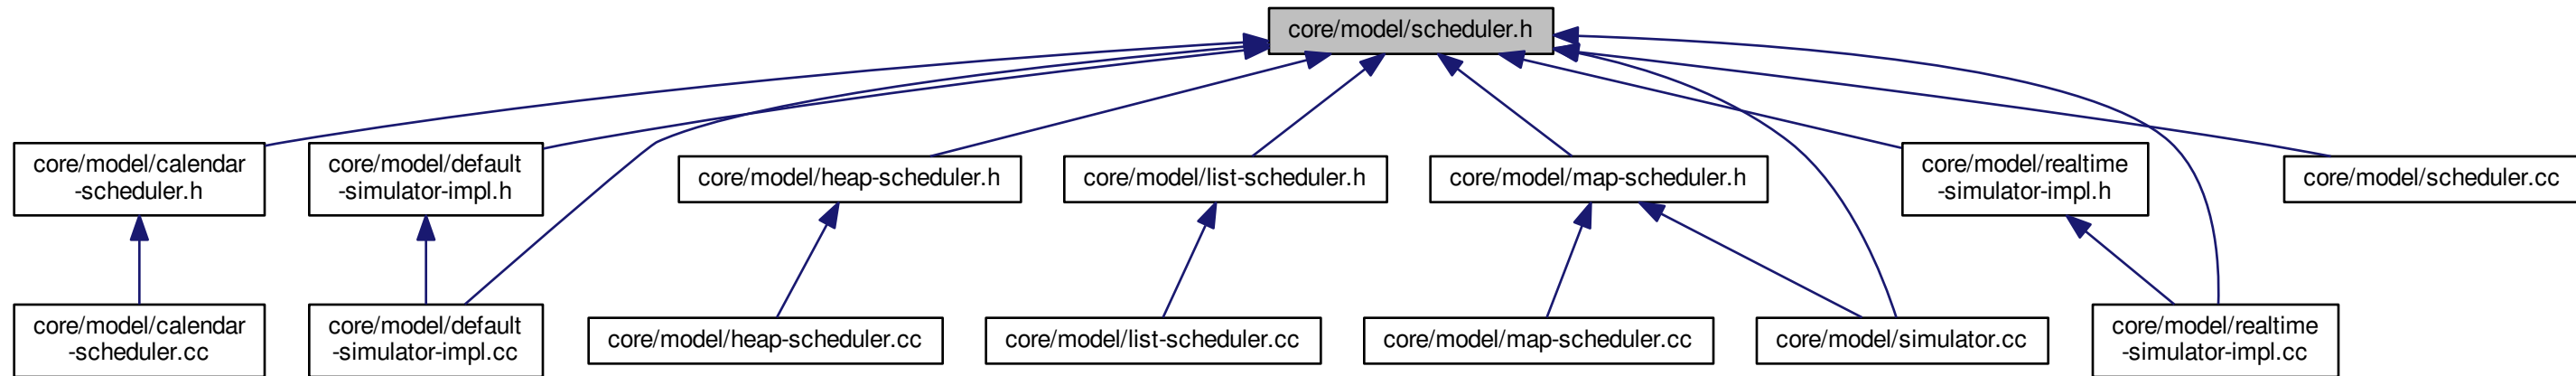 core/model/scheduler.h
core/model/calendar
-scheduler.h
core/model/default
-simulator-impl.h
core/model/heap-scheduler.h
core/model/list-scheduler.h
core/model/map-scheduler.h
core/model/realtime
-simulator-impl.h
core/model/scheduler.cc
core/model/calendar
-scheduler.cc
core/model/default
-simulator-impl.cc
core/model/heap-scheduler.cc
core/model/list-scheduler.cc
core/model/map-scheduler.cc
core/model/simulator.cc
core/model/realtime
-simulator-impl.cc